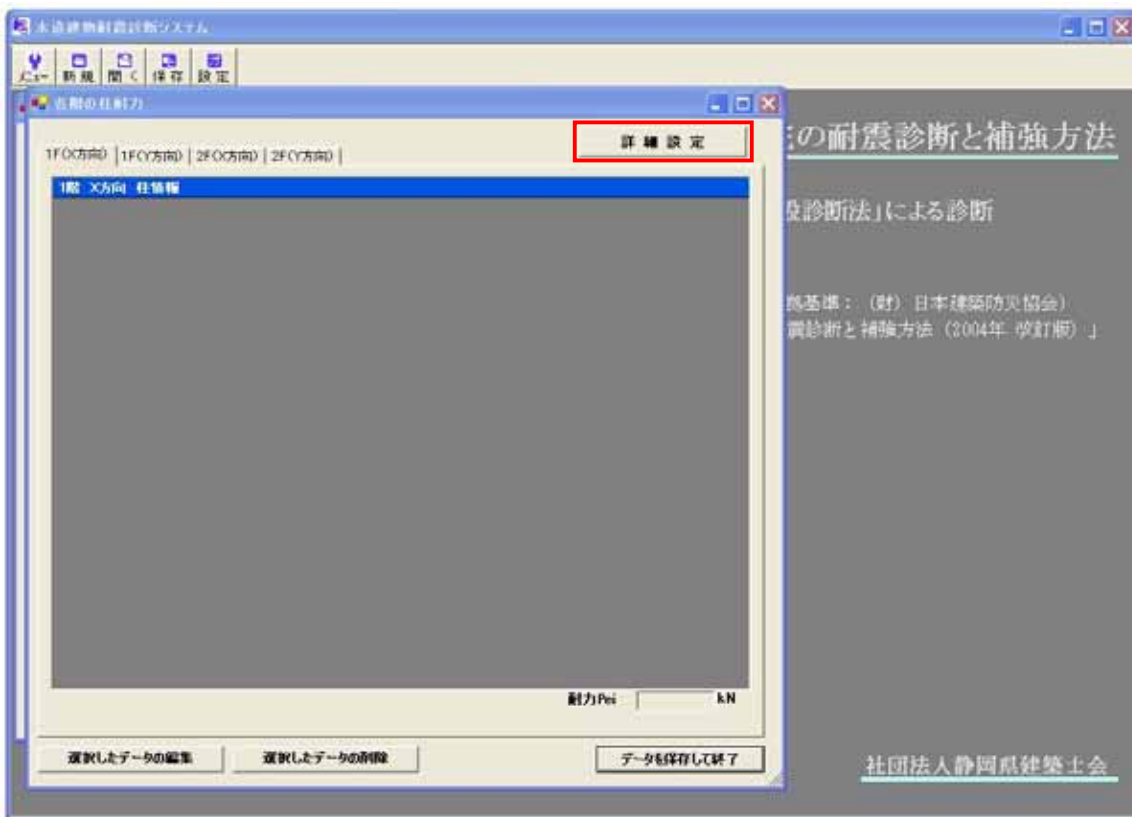 木造建物耐震診断システム
メニュー 新規 開く 保存 設定
各階の柱耐力
詳細設定
1F(X方向) 1F(Y方向) 2F(X方向) 2F(Y方向)
1階 X方向 柱情報
の耐震診断と補強方法
診断法」による診断
拠基準：（財）日本建築防災協会）
震診断と補強方法（2004年 改訂版）」
耐力Pei kN
選択したデータの編集 選択したデータの削除 データを保存して終了
社団法人静岡県建築士会